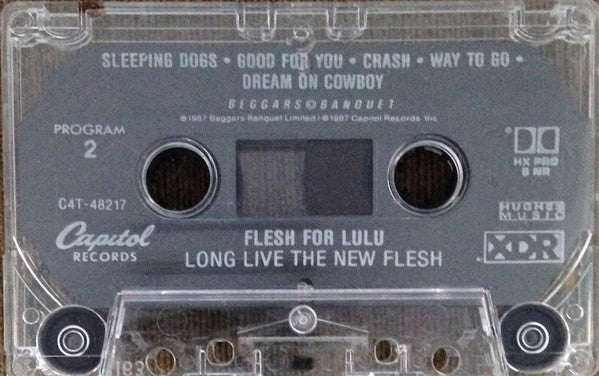 SLEEPING DOGS • GOOD FOR YOU • CRASH • WAY TO GO •
DREAM ON COWBOY
BEGGARS BANQUET
℗1987 Beggars Banquet Limited/©1987 Capitol Records Inc
PROGRAM
2
HX PRO
B NR
C4T-48217
HUGHES
MUSIC
Capitol
RECORDS
XDR
FLESH FOR LULU
LONG LIVE THE NEW FLESH